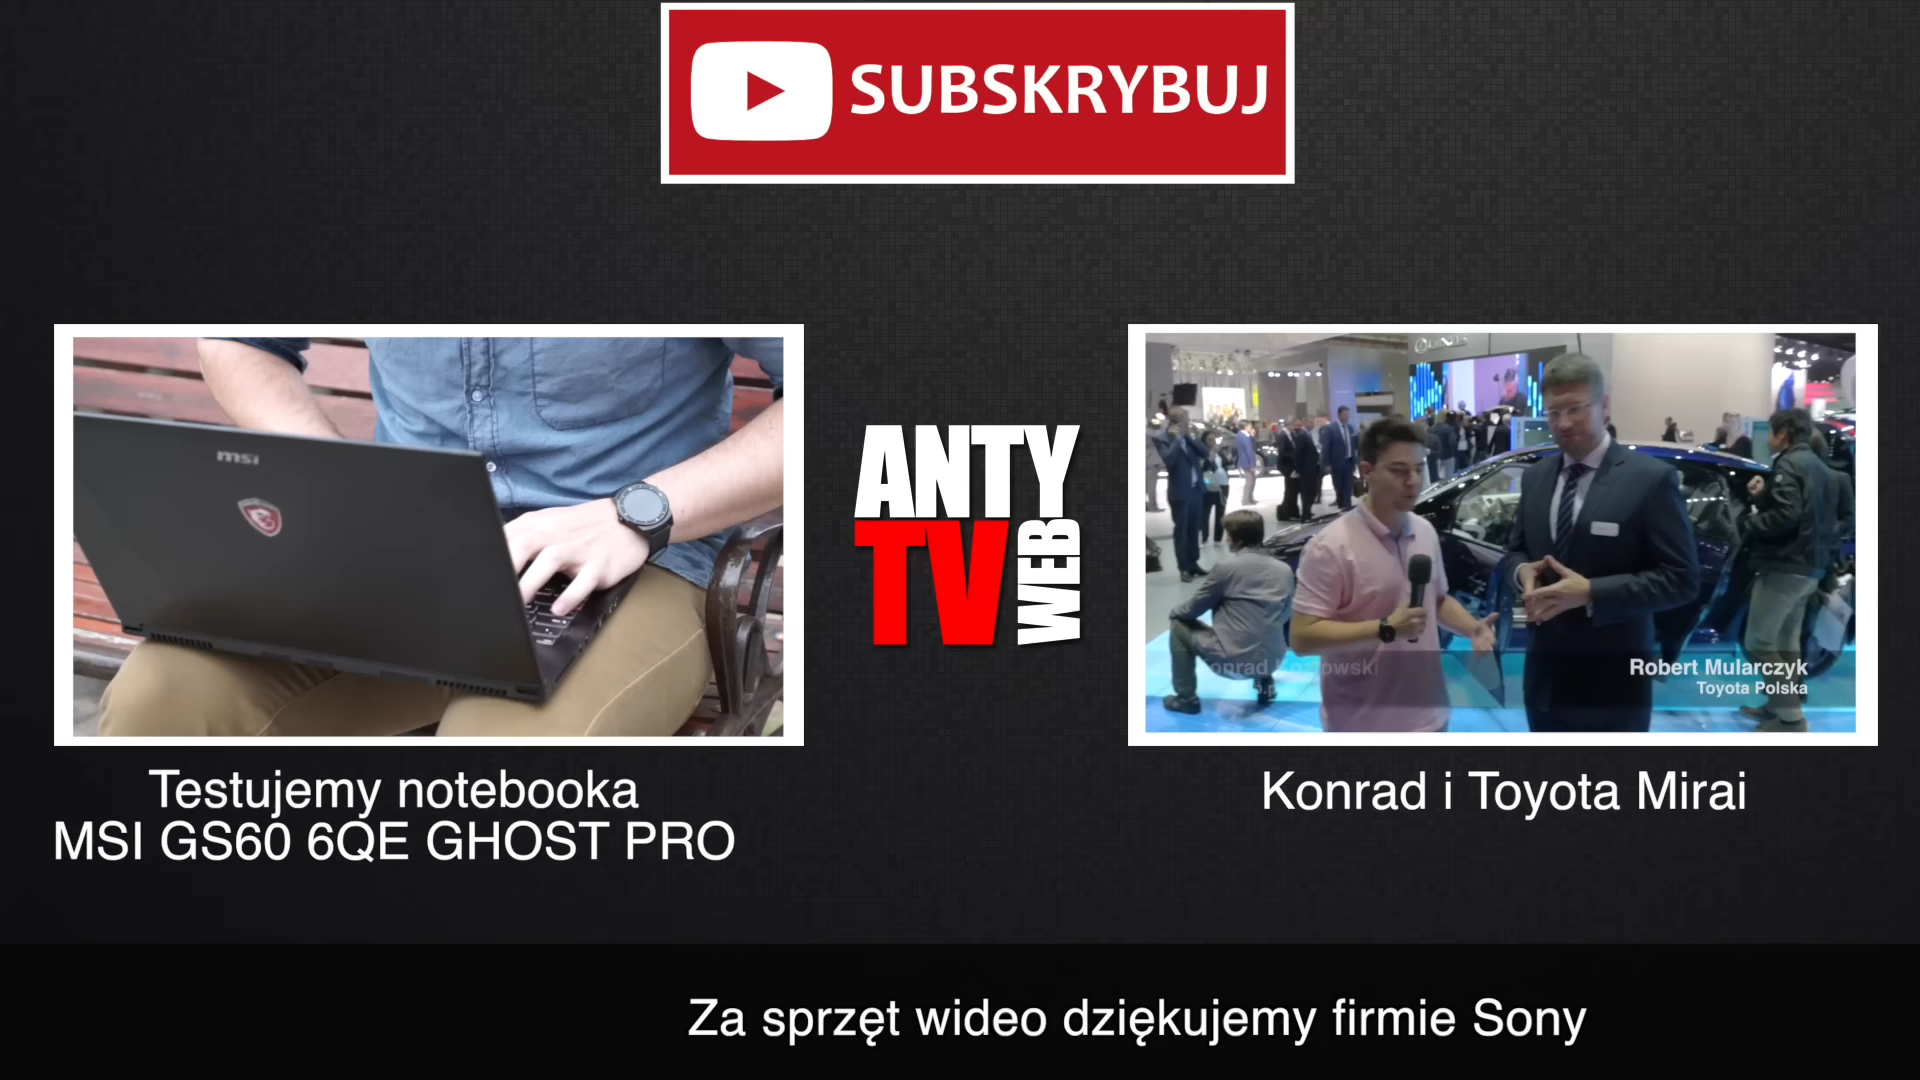 SUBSKRYBUJ
msi
ANTY
TV
WEB
Robert Mularczyk
Toyota Polska
Testujemy notebooka
MSI GS60 6QE GHOST PRO
Konrad i Toyota Mirai
Za sprzęt wideo dziękujemy firmie Sony